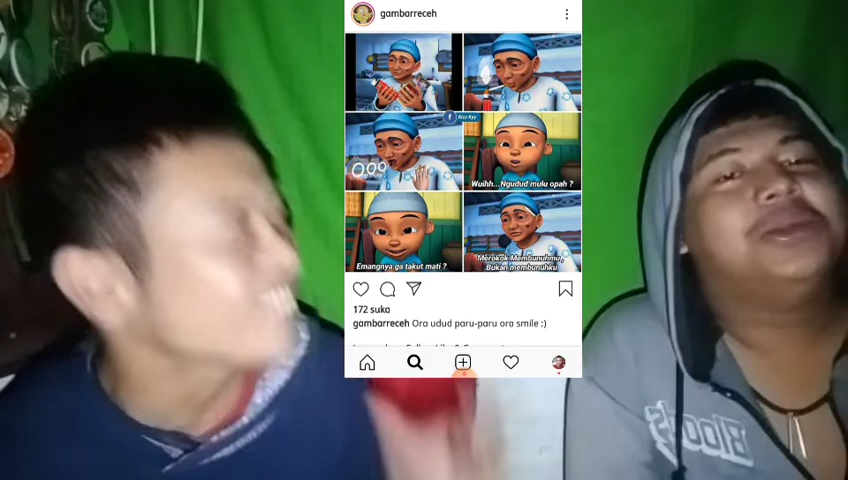 gambarreceh
Wuihh...Ngudud mulu opah ?
Emangnya ga takut mati ?
Merokok Membunuhmu,
Bukan membunuhku
172 suka
gambarreceh Ora udud paru-paru ora smile :)